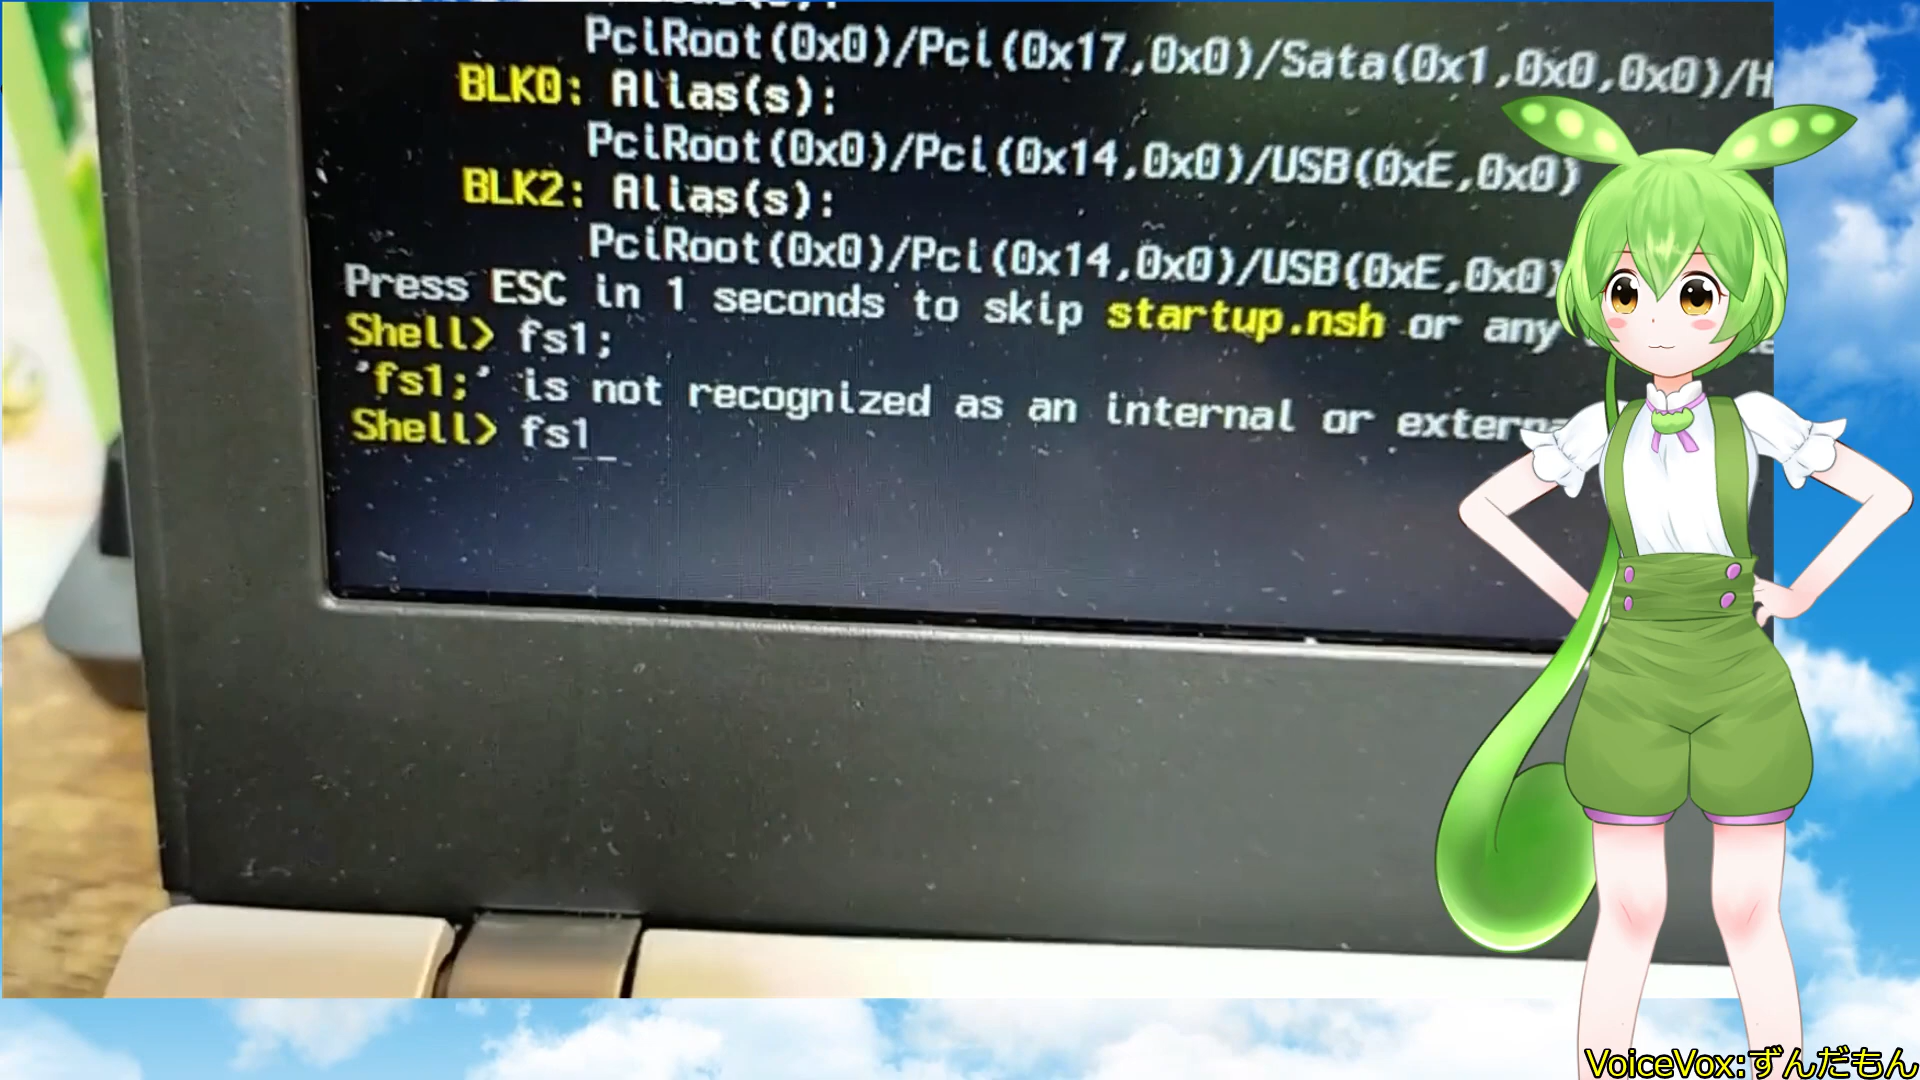 PciRoot(0x0)/Pci(0x17,0x0)/Sata(0x1,0x0,0x0)/H
BLK0: Alias(s):
PciRoot(0x0)/Pci(0x14,0x0)/USB(0xE,0x0)
BLK2: Alias(s):
PciRoot(0x0)/Pci(0x14,0x0)/USB(0xE,0x0)
Press ESC in 1 seconds to skip startup.nsh or any
Shell> fs1;
'fs1;' is not recognized as an internal or
Shell> fs1_
VoiceVox:ずんだもん